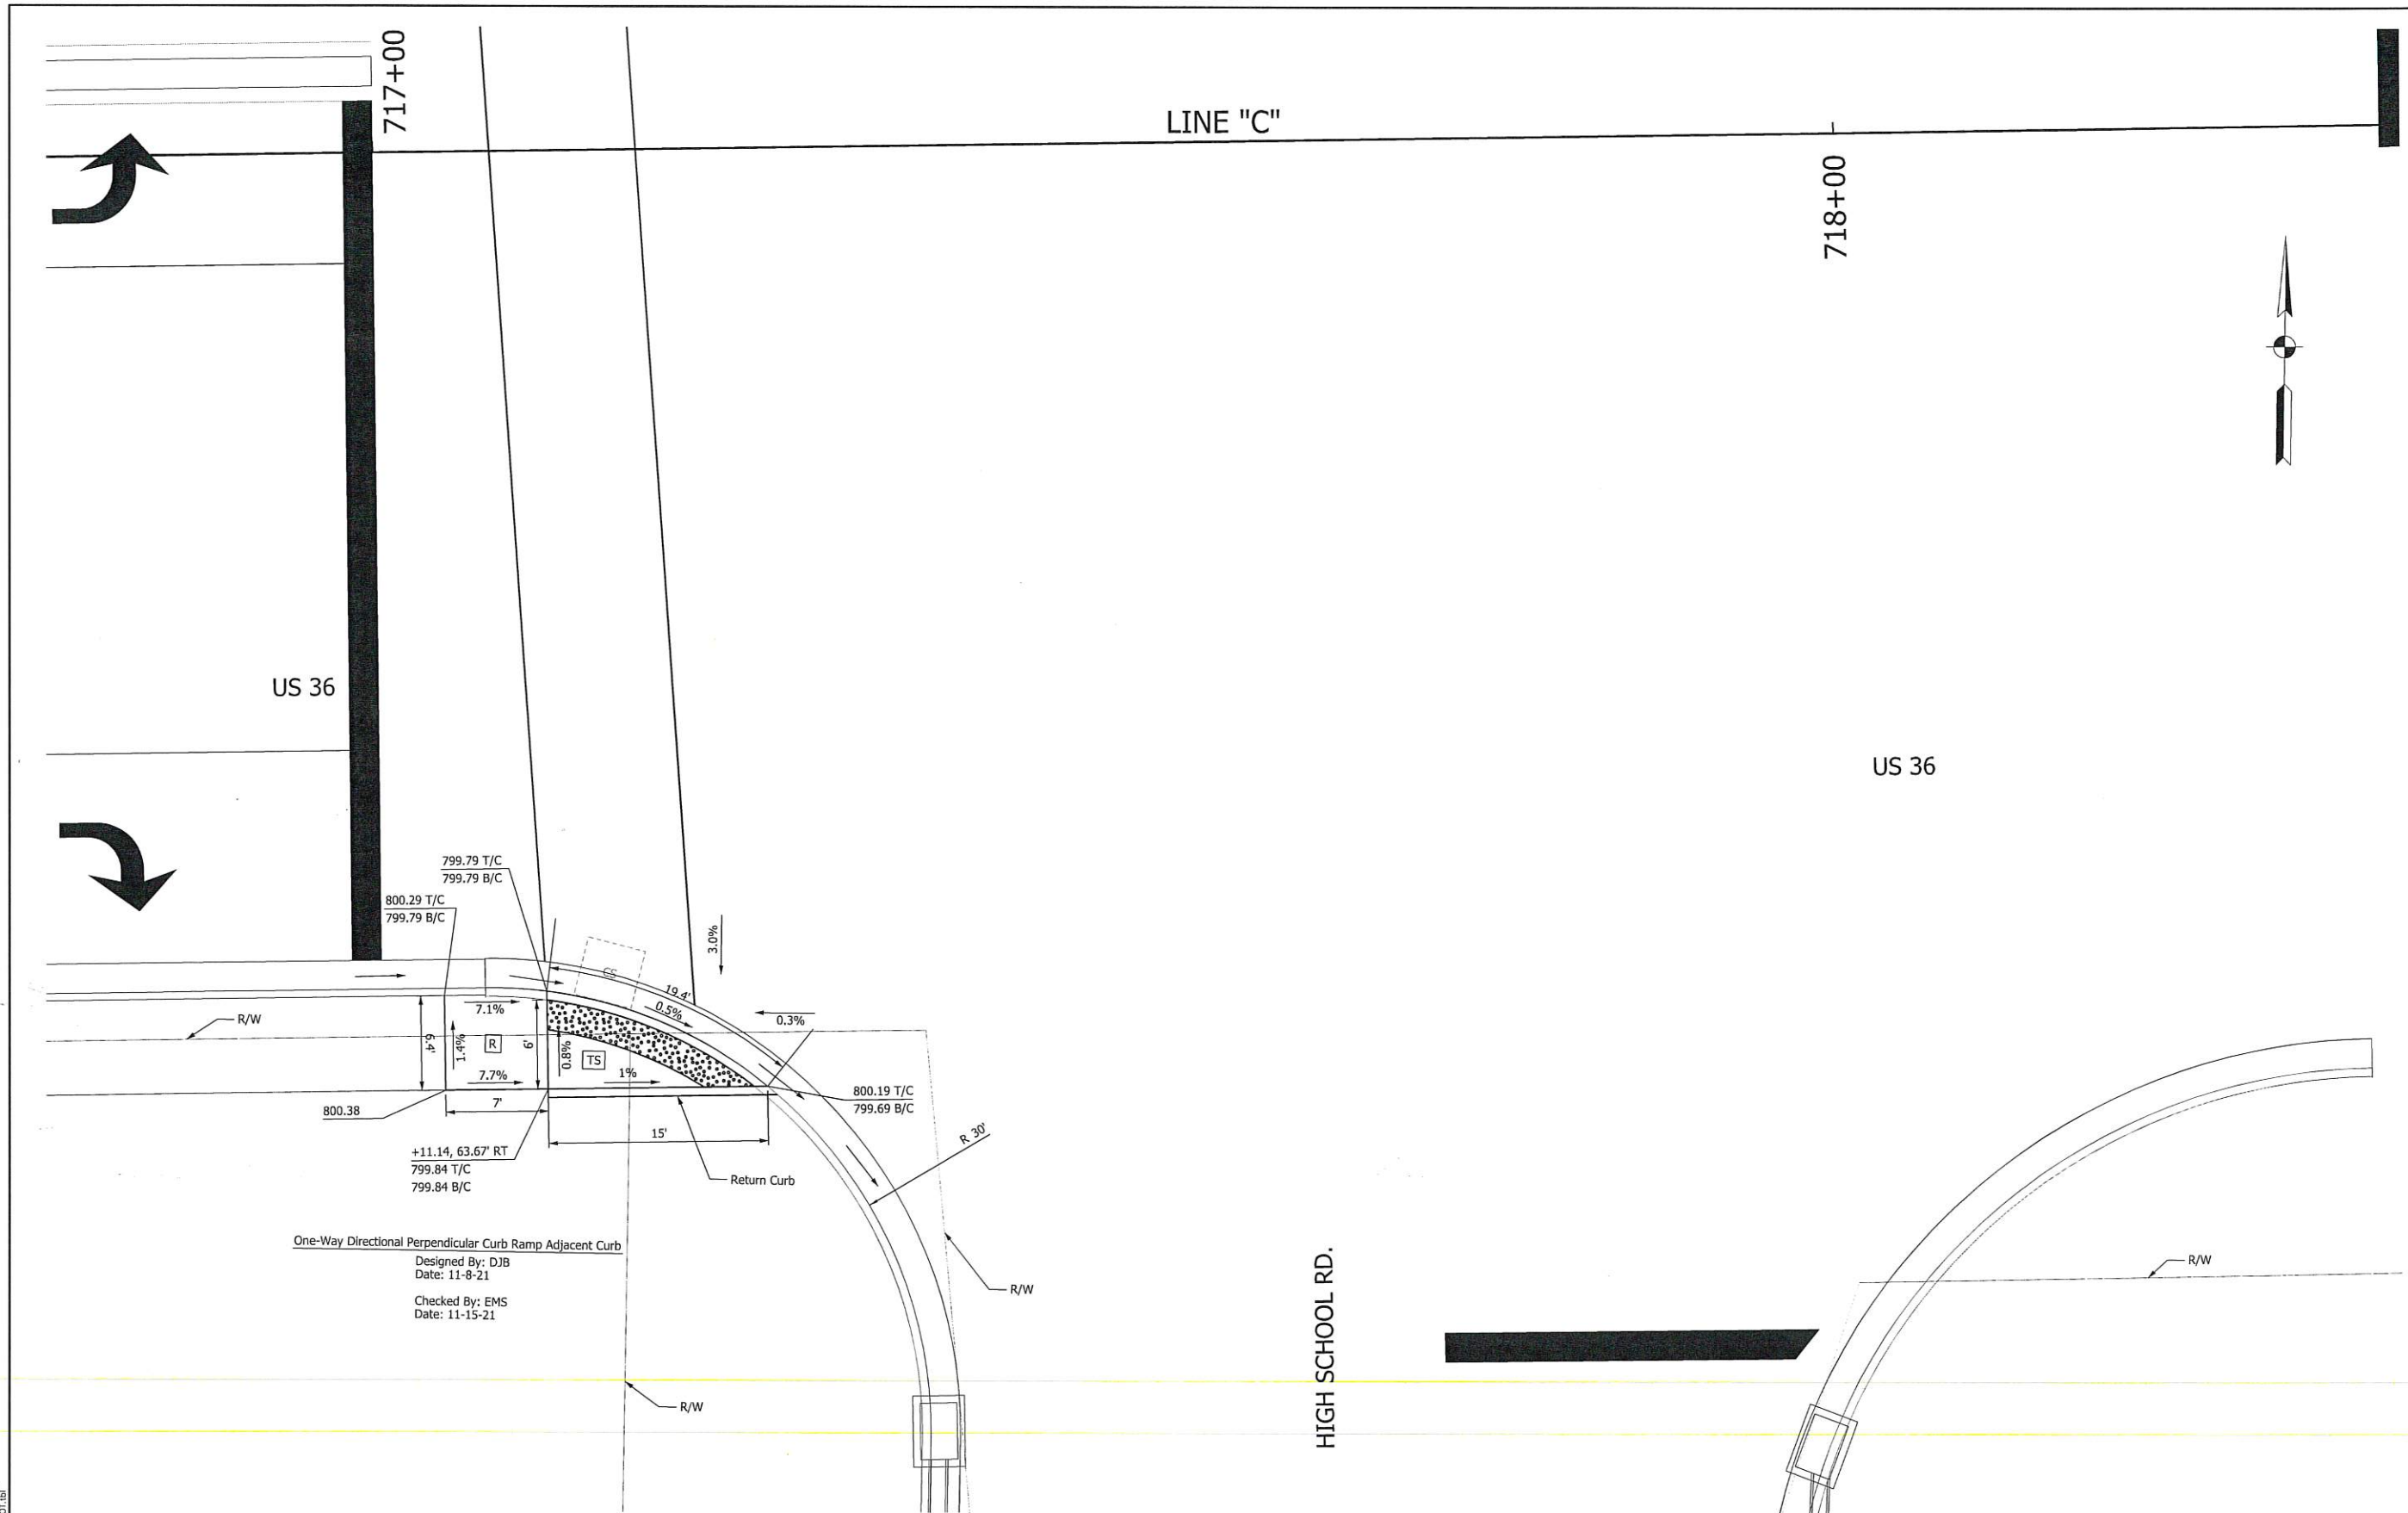 717+00
LINE "C"
718+00
US 36
US 36
799.79 T/C
799.79 B/C
800.29 T/C
799.79 B/C
3.0%
CS
19.4'
0.5%
0.3%
7.1%
R/W
6.4'
1.4%
R
6'
0.8%
TS
7.7%
1%
800.38
7'
800.19 T/C
799.69 B/C
15'
R 30'
+11.14, 63.67' RT
799.84 T/C
799.84 B/C
Return Curb
One-Way Directional Perpendicular Curb Ramp Adjacent Curb
Designed By: DJB
Date: 11-8-21
Checked By: EMS
Date: 11-15-21
R/W
R/W
R/W
HIGH SCHOOL RD.